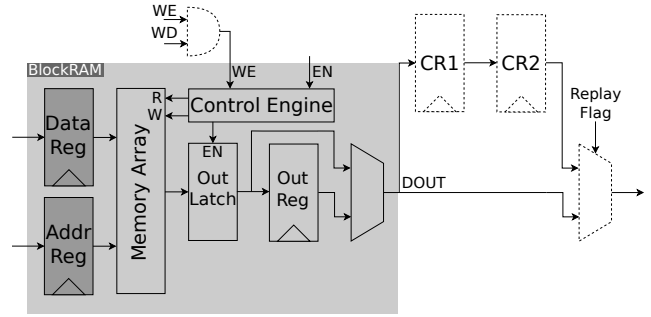 WE
WD
WE
EN
BlockRAM
CR1
CR2
Replay
Flag
Data
Reg
Memory Array
R
W
Control Engine
EN
Out
Latch
Out
Reg
DOUT
Addr
Reg